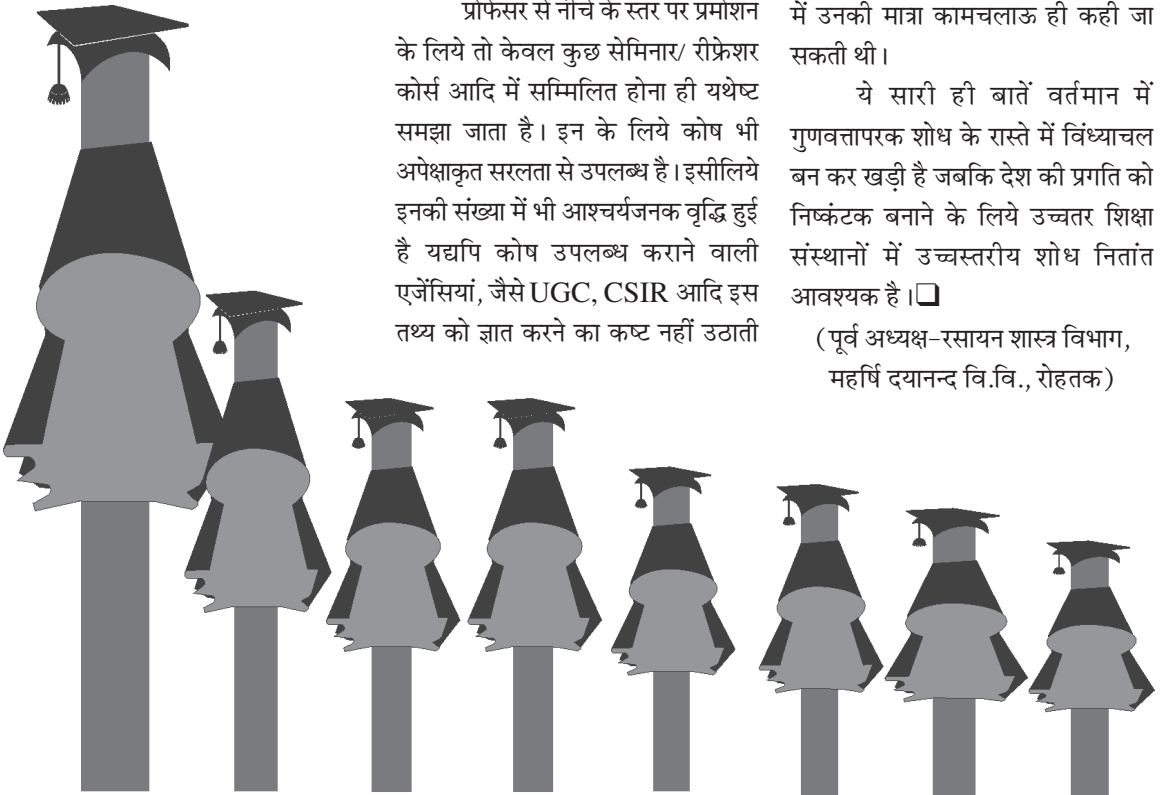 प्रोफेसर से नीचे के स्तर पर प्रमोशन
के लिये तो केवल कुछ सेमिनार/ रीफ्रेशर
कोर्स आदि में सम्मिलित होना ही यथेष्ट
समझा जाता है। इन के लिये कोष भी
अपेक्षाकृत सरलता से उपलब्ध है। इसीलिये
इनकी संख्या में भी आश्चर्यजनक वृद्धि हुई
है यद्यपि कोष उपलब्ध कराने वाली
एजेंसियां, जैसे UGC, CSIR आदि इस
तथ्य को ज्ञात करने का कष्ट नहीं उठाती
में उनकी मात्रा कामचलाऊ ही कही जा
सकती थी।
ये सारी ही बातें वर्तमान में
गुणवत्तापरक शोध के रास्ते में विंध्याचल
बन कर खड़ी है जबकि देश की प्रगति को
निष्कंटक बनाने के लिये उच्चतर शिक्षा
संस्थानों में उच्चस्तरीय शोध नितांत
आवश्यक है।❑
(पूर्व अध्यक्ष-रसायन शास्त्र विभाग,
महर्षि दयानन्द वि.वि., रोहतक)